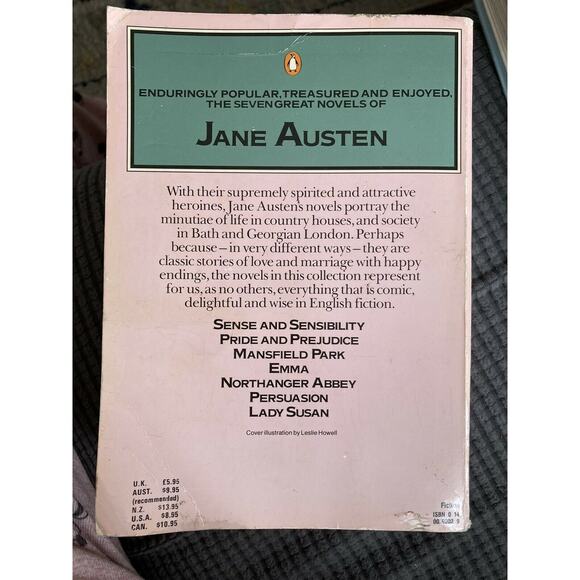 ENDURINGLY POPULAR, TREASURED AND ENJOYED,
THE SEVEN GREAT NOVELS OF
JANE AUSTEN
With their supremely spirited and attractive
heroines, Jane Austen's novels portray the
minutiae of life in country houses, and society
in Bath and Georgian London. Perhaps
because – in very different ways – they are
classic stories of love and marriage with happy
endings, the novels in this collection represent
for us, as no others, everything that is comic,
delightful and wise in English fiction.
SENSE AND SENSIBILITY
PRIDE AND PREJUDICE
MANSFIELD PARK
EMMA
NORTHANGER ABBEY
PERSUASION
LADY SUSAN
Cover illustration by Leslie Howell
U.K. £5.95
AUST. $9.95
(recommended)
N.Z. $13.95
U.S.A. $8.95
CAN. $10.95
Fiction
ISBN 0 14